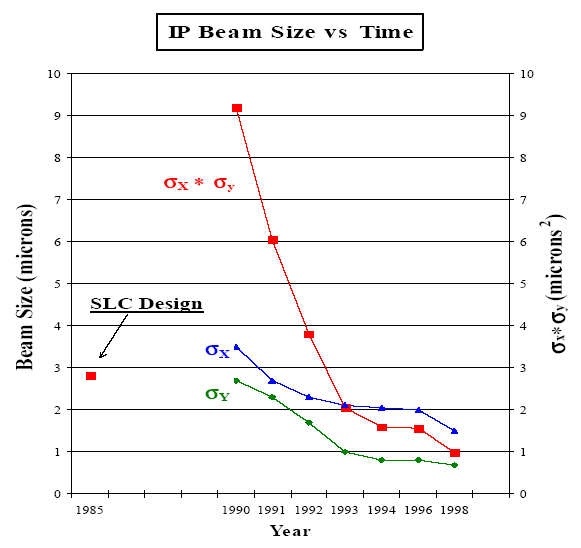 IP Beam Size vs Time
10
9
8
7
6
5
4
3
2
1
0
Beam Size (microns)
10
9
8
7
6
5
4
3
2
1
0
σx*σy (microns²)
σX * σy
SLC Design
σX
σY
1985 1990 1991 1992 1993 1994 1996 1998
Year